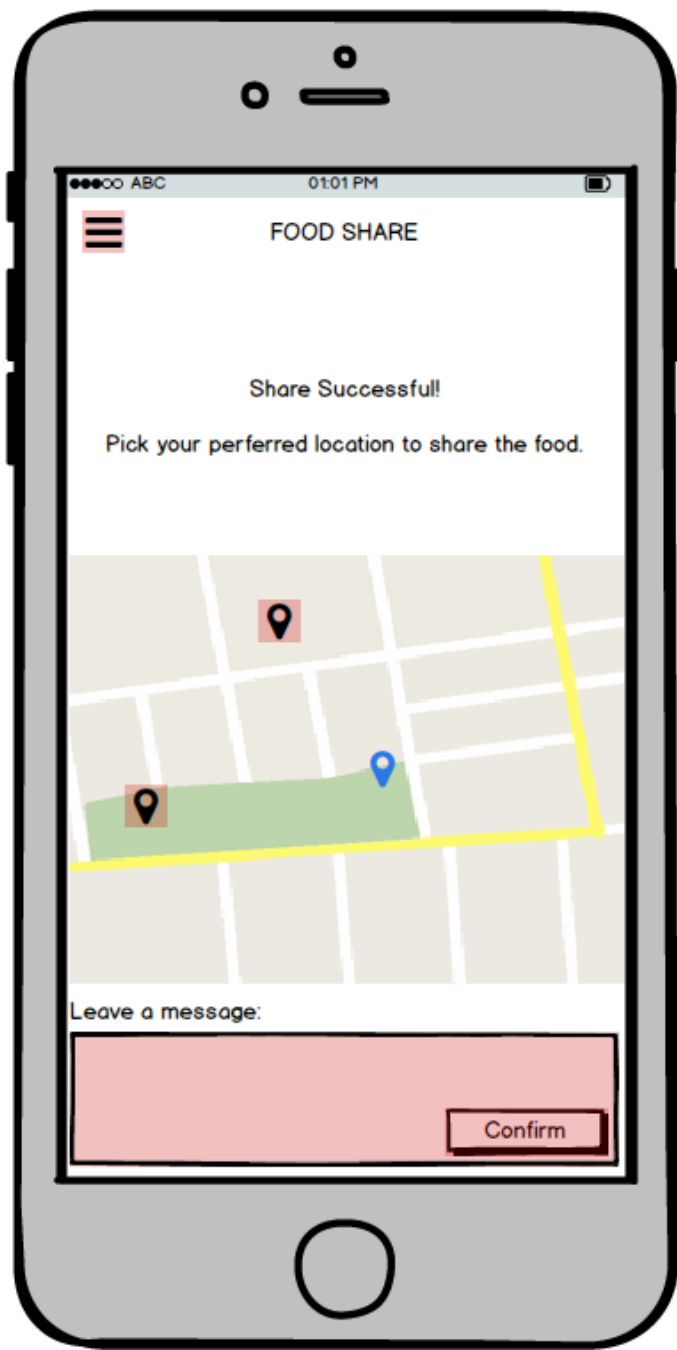 ABC 01:01 PM
FOOD SHARE
Share Successful!
Pick your perferred location to share the food.
Leave a message:
Confirm